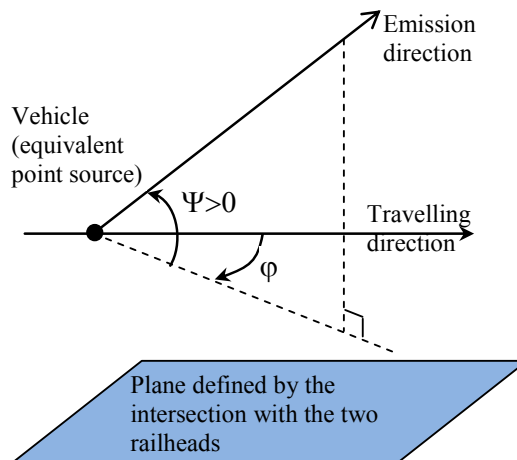 Emission
direction
Vehicle
(equivalent
point source)
Ψ>0
Travelling
direction
φ
Plane defined by the
intersection with the two
railheads